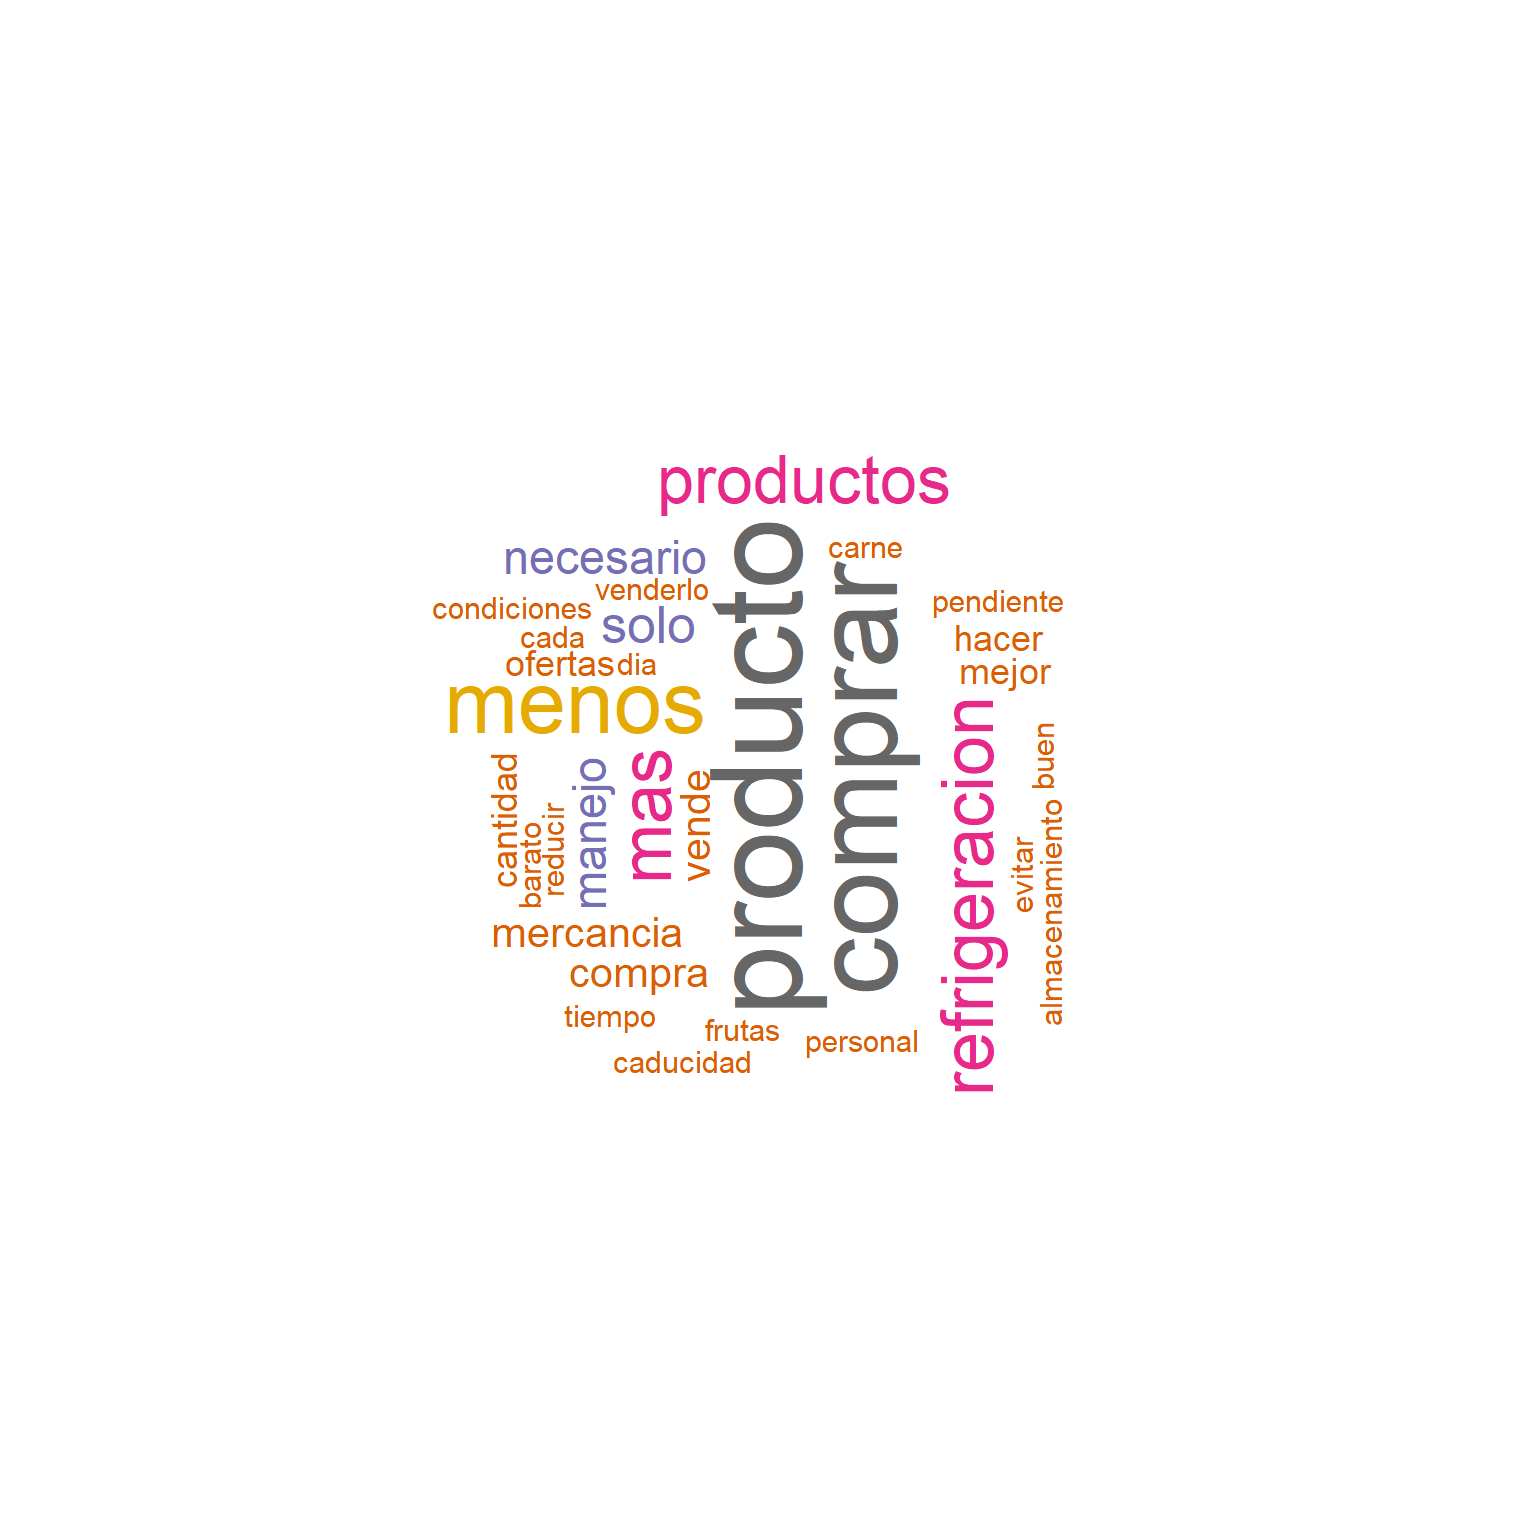 productos
producto
comprar
carne
necesario
venderlo
condiciones
solo
cada
ofertas
dia
menos
pendiente
hacer
mejor
refrigeracion
buen
evitar
almacenamiento
cantidad
barato
reducir
manejo
mas
vende
mercancia
compra
tiempo
frutas
personal
caducidad